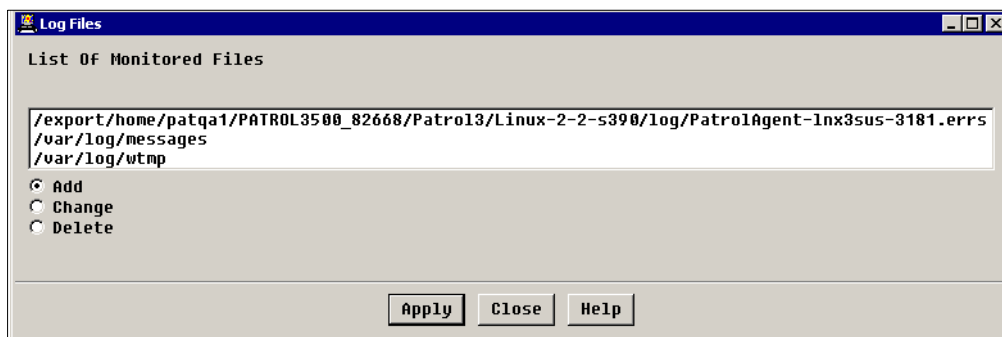 Log Files
List Of Monitored Files
/export/home/patqa1/PATROL3500_82668/Patrol3/Linux-2-2-s390/log/PatrolAgent-lnx3sus-3181.errs
/var/log/messages
/var/log/wtmp
Add
Change
Delete
Apply Close Help